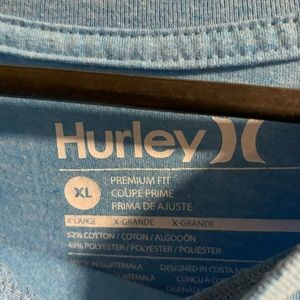 Hurley
XL
PREMIUM FIT
COUPE PRIME
PRIMA DE AJUSTE
X-LARGE X-GRANDE X-GRANDE
52% COTTON / COTON / ALGODÓN
48% POLYESTER / POLYESTER / POLIÉSTER
MADE IN GUATEMALA DESIGNED IN COSTA
CONÇU À